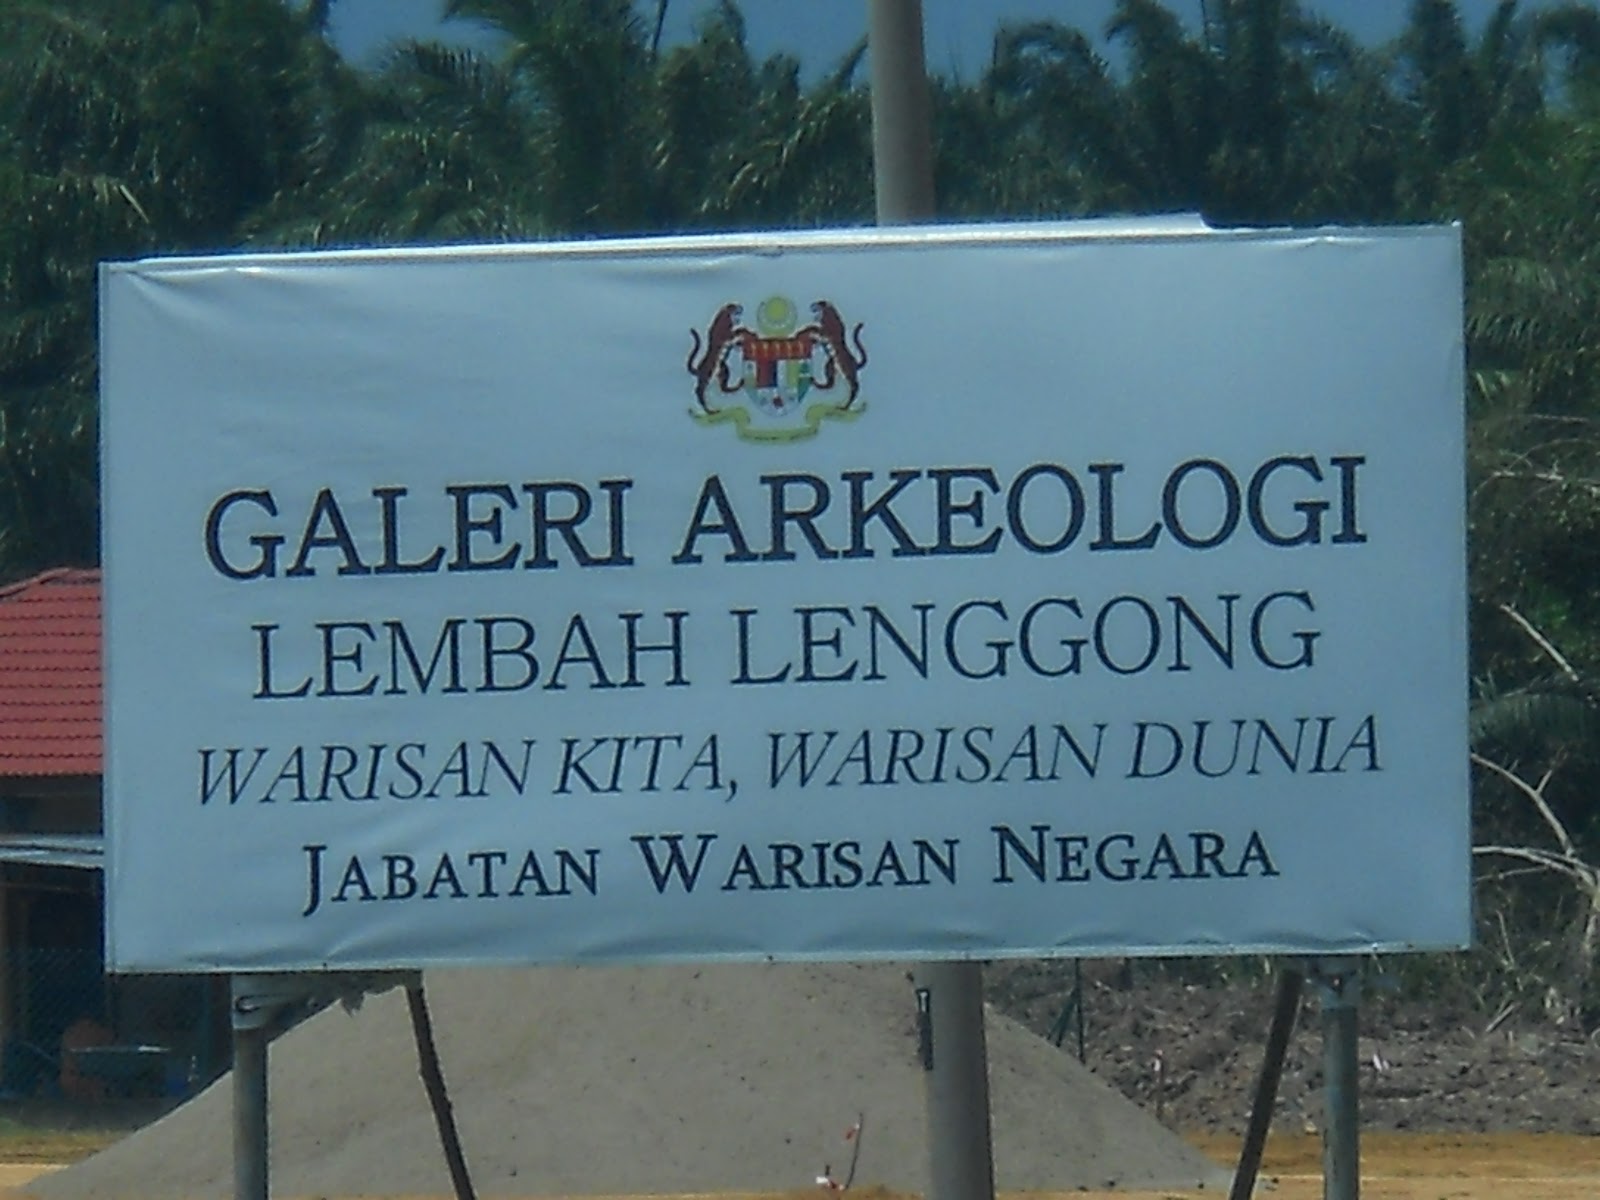 GALERI ARKEOLOGI
LEMBAH LENGGONG
WARISAN KITA, WARISAN DUNIA
JABATAN WARISAN NEGARA